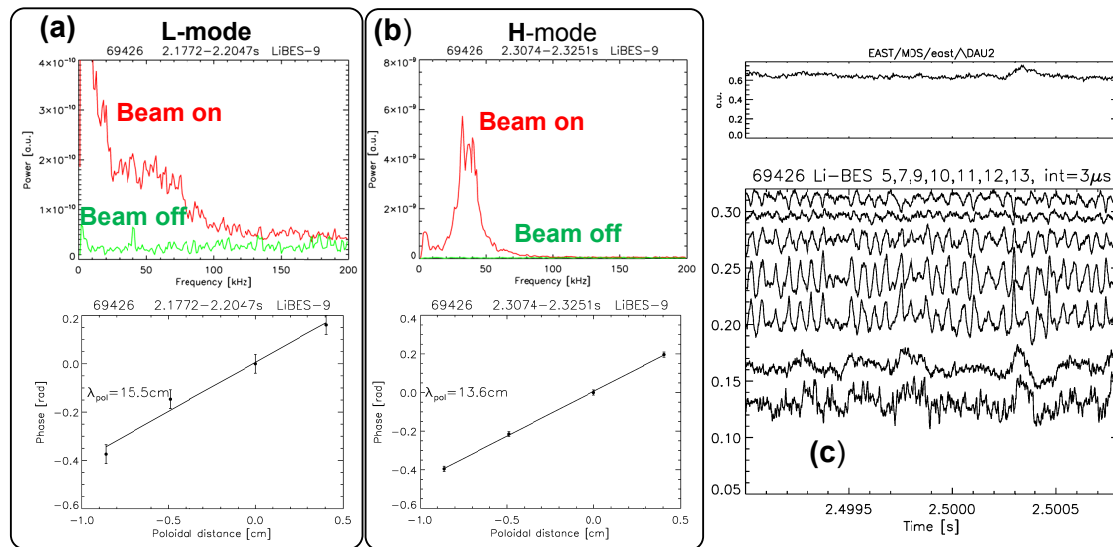 (a)
L-mode
69426 2.1772−2.2047s LiBES−9
4×10⁻¹⁰
3×10⁻¹⁰
2×10⁻¹⁰
1×10⁻¹⁰
0
Power [a.u.]
Beam on
Beam off
0 50 100 150 200
Frequency [kHz]
69426 2.1772−2.2047s LiBES−9
0.2
0.0
−0.2
−0.4
−0.6
Phase [rad]
λpol=15.5cm
−1.0 −0.5 0.0 0.5
Poloidal distance [cm]
(b)
H-mode
69426 2.3074−2.3251s LiBES−9
8×10⁻⁹
6×10⁻⁹
4×10⁻⁹
2×10⁻⁹
0
Power [a.u.]
Beam on
Beam off
0 50 100 150 200
Frequency [kHz]
69426 2.3074−2.3251s LiBES−9
0.4
0.2
0.0
−0.2
−0.4
−0.6
Phase [rad]
λpol=13.6cm
−1.0 −0.5 0.0 0.5
Poloidal distance [cm]
EAST/MDS/east/\DAU2
0.6
0.4
0.2
0.0
a.u.
69426 Li−BES 5,7,9,10,11,12,13, int=3μs
0.30
0.25
0.20
0.15
0.10
0.05
(c)
2.4995 2.5000 2.5005
Time [s]